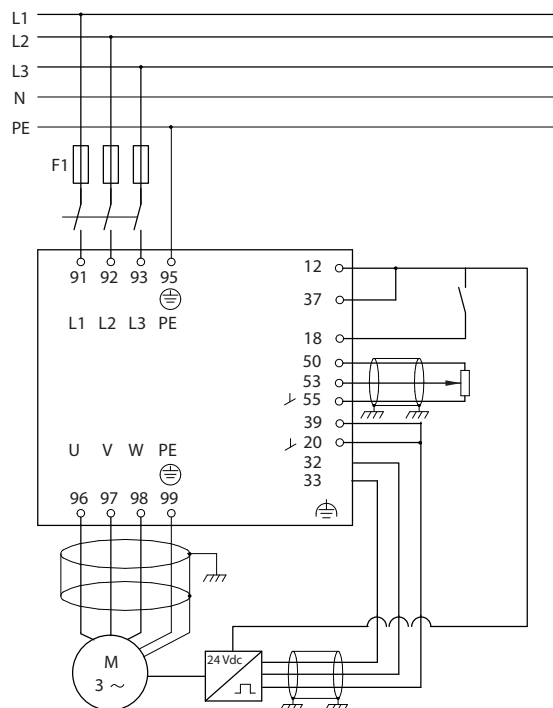 L1
L2
L3
N
PE
F1
91 92 93 95
L1 L2 L3 PE
12
37
18
50
53
55
39
20
32
33
U V W PE
96 97 98 99
M
3 ~
24 Vdc